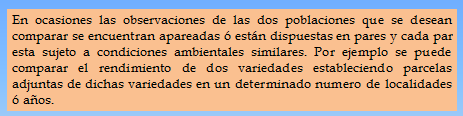 En ocasiones las observaciones de las dos poblaciones que se desean
comparar se encuentran apareadas ó están dispuestas en pares y cada par
esta sujeto a condiciones ambientales similares. Por ejemplo se puede
comparar el rendimiento de dos variedades estableciendo parcelas
adjuntas de dichas variedades en un determinado numero de localidades
ó años.